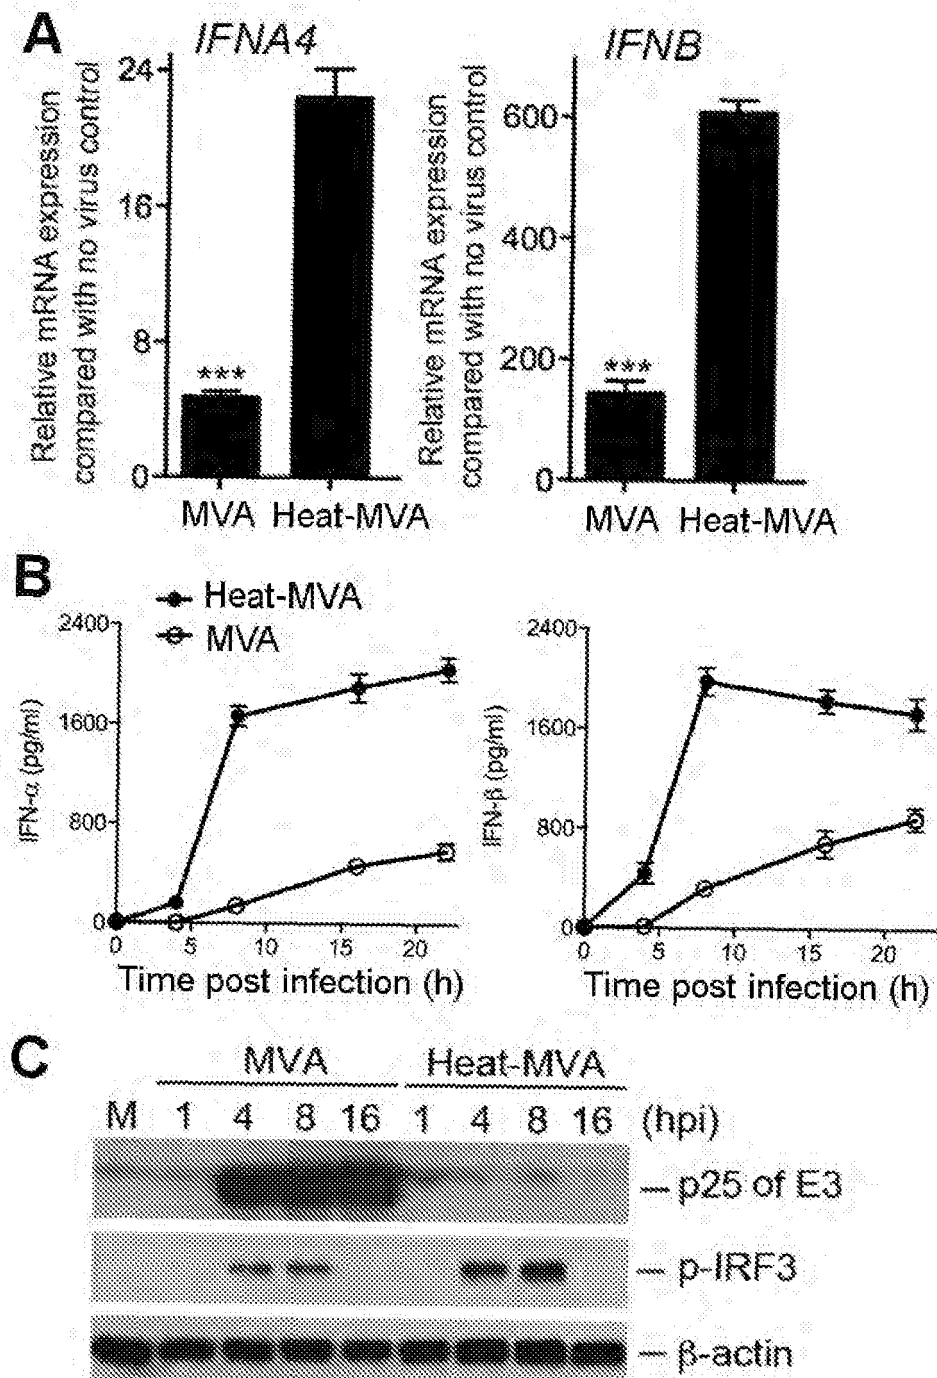 A
IFNA4
IFNB
Relative mRNA expression
compared with no virus control
24
16
8
0
MVA Heat-MVA
Relative mRNA expression
compared with no virus control
600
400
200
0
MVA Heat-MVA
B
Heat-MVA
MVA
IFN-α (pg/ml)
2400
1600
800
0
0 5 10 15 20
Time post infection (h)
IFN-β (pg/ml)
2400
1600
800
0
0 5 10 15 20
Time post infection (h)
C
MVA Heat-MVA
M 1 4 8 16 1 4 8 16 (hpi)
p25 of E3
p-IRF3
β-actin
***
***